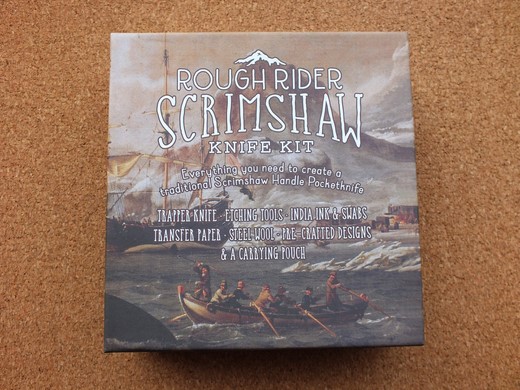 ROUGH RIDER
SCRIMSHAW
KNIFE KIT
Everything you need to create a
traditional Scrimshaw Handle Pocketknife
TRAPPER KNIFE · ETCHING TOOLS · INDIA INK & SWABS
TRANSFER PAPER · STEEL WOOL · PRE-CRAFTED DESIGNS
& A CARRYING POUCH